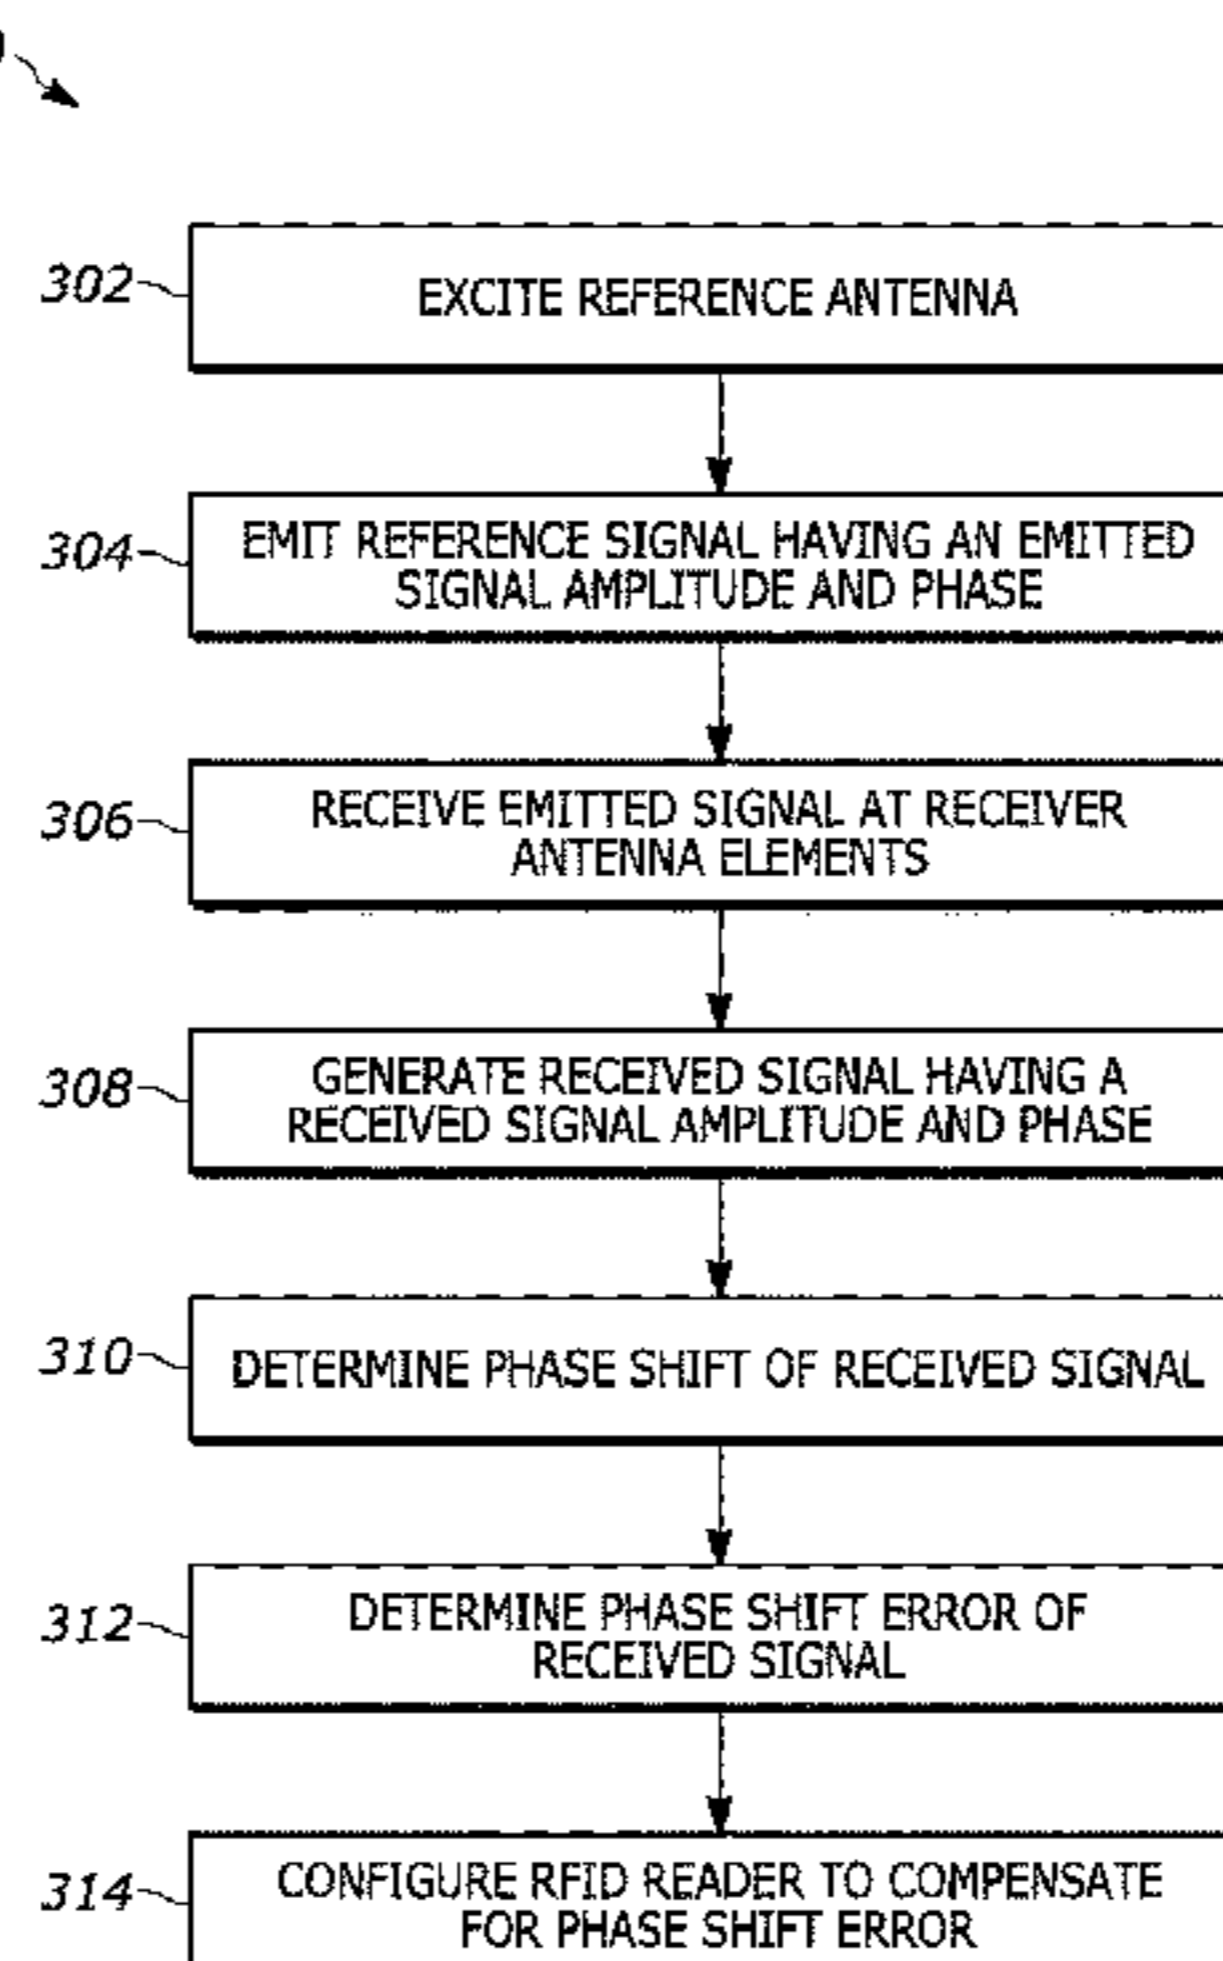 302
EXCITE REFERENCE ANTENNA
304
EMIT REFERENCE SIGNAL HAVING AN EMITTED
SIGNAL AMPLITUDE AND PHASE
306
RECEIVE EMITTED SIGNAL AT RECEIVER
ANTENNA ELEMENTS
308
GENERATE RECEIVED SIGNAL HAVING A
RECEIVED SIGNAL AMPLITUDE AND PHASE
310
DETERMINE PHASE SHIFT OF RECEIVED SIGNAL
312
DETERMINE PHASE SHIFT ERROR OF
RECEIVED SIGNAL
314
CONFIGURE RFID READER TO COMPENSATE
FOR PHASE SHIFT ERROR